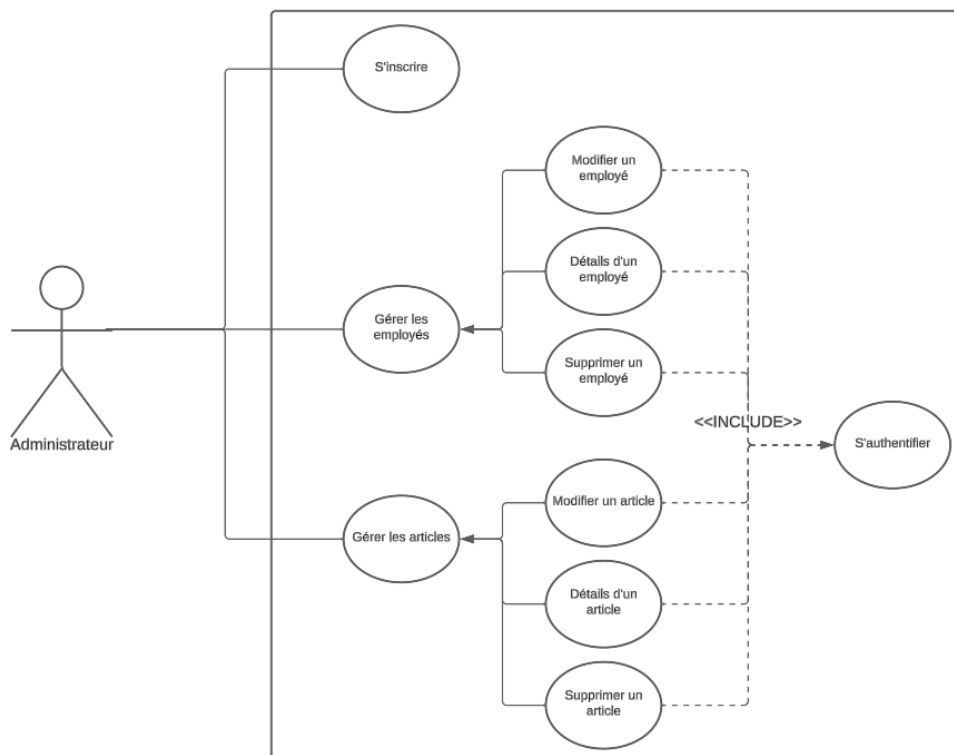 S'inscrire
Modifier un
employé
Détails d'un
employé
Gérer les
employés
Supprimer un
employé
Administrateur
<<INCLUDE>>
S'authentifier
Modifier un article
Gérer les articles
Détails d'un
article
Supprimer un
article